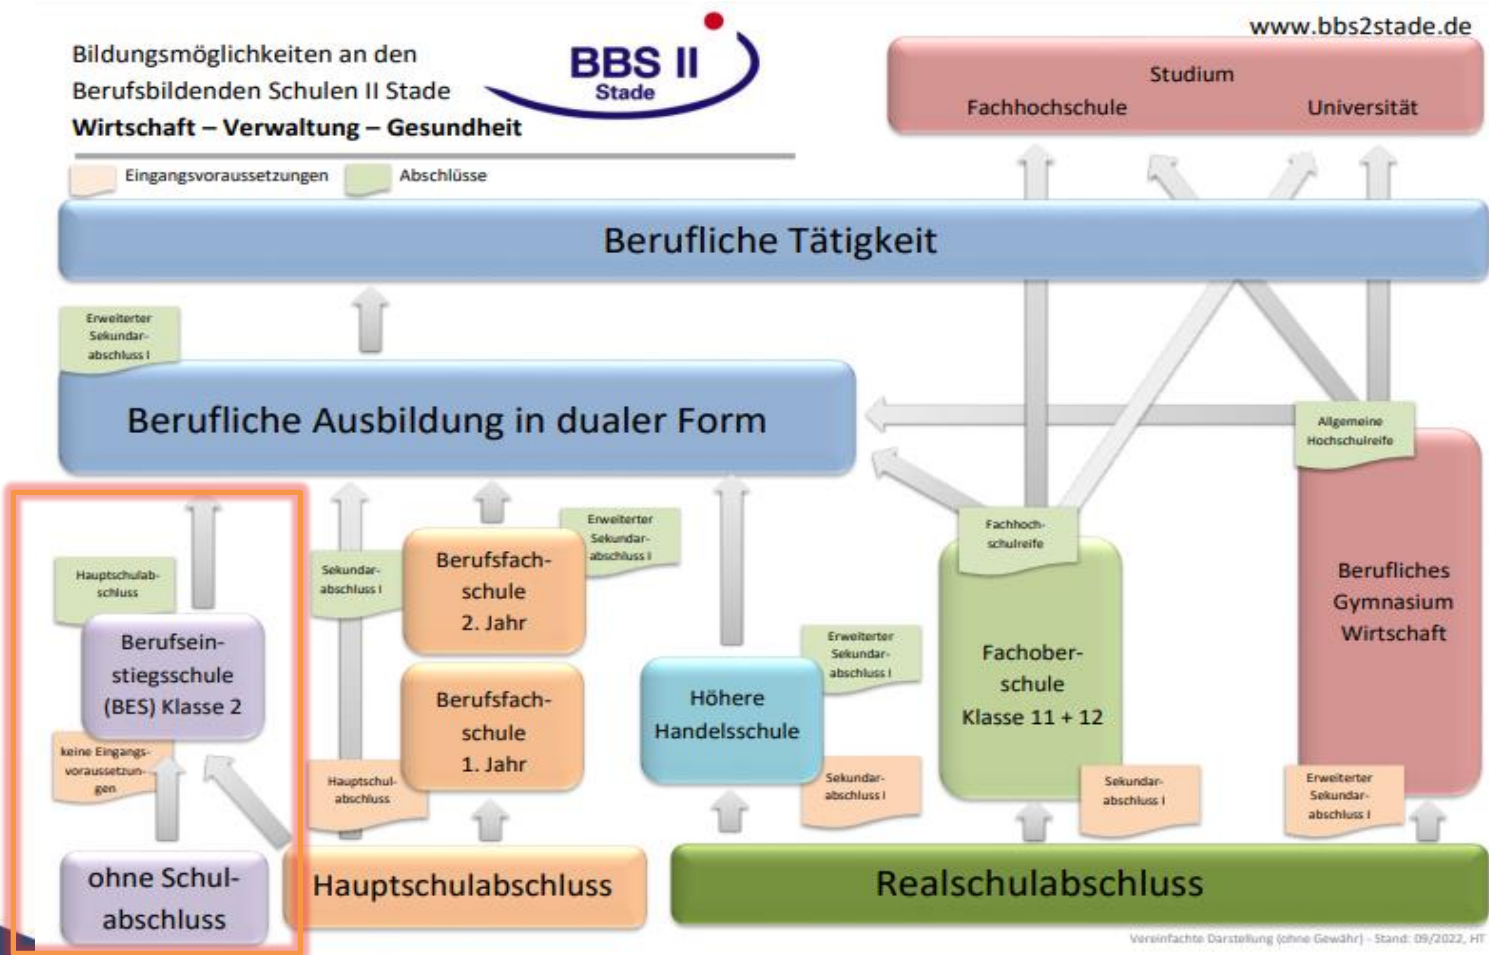 www.bbs2stade.de
Bildungsmöglichkeiten an den
Berufsbildenden Schulen II Stade
Wirtschaft – Verwaltung – Gesundheit
BBS II
Stade
Studium
Fachhochschule
Universität
Eingangsvoraussetzungen
Abschlüsse
Berufliche Tätigkeit
Erweiterter
Sekundar-
abschluss I
Berufliche Ausbildung in dualer Form
Allgemeine
Hochschulreife
Hauptschulab-
schluss
Berufsein-
stiegsschule
(BES) Klasse 2
keine Eingangs-
voraussetzun-
gen
ohne Schul-
abschluss
Sekundar-
abschluss I
Berufsfach-
schule
2. Jahr
Erweiterter
Sekundar-
abschluss I
Berufsfach-
schule
1. Jahr
Hauptschul-
abschluss
Hauptschulabschluss
Höhere
Handelsschule
Erweiterter
Sekundar-
abschluss I
Sekundar-
abschluss I
Fachhoch-
schulreife
Fachober-
schule
Klasse 11 + 12
Sekundar-
abschluss I
Berufliches
Gymnasium
Wirtschaft
Erweiterter
Sekundar-
abschluss I
Realschulabschluss
Vereinfachte Darstellung (ohne Gewähr) - Stand: 09/2022, HT